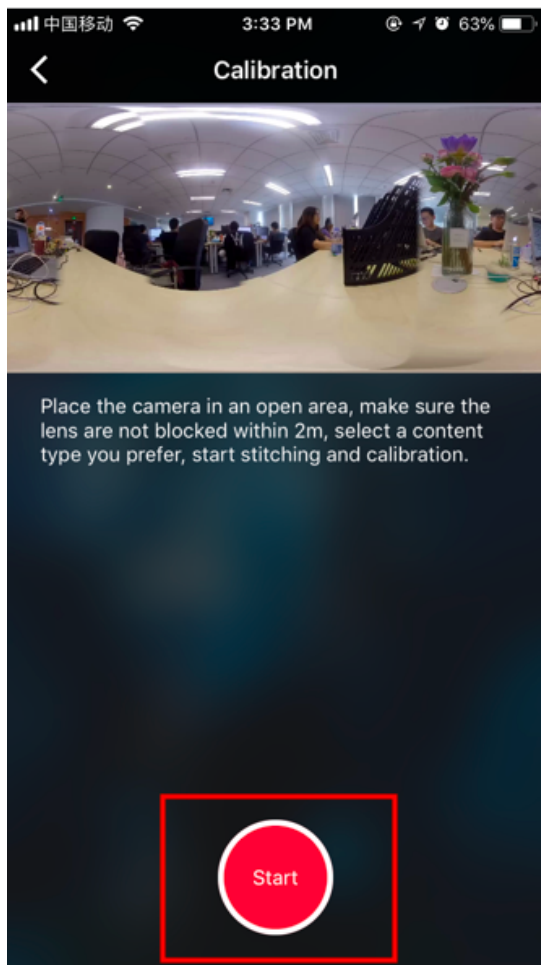 中国移动 3:33 PM 63%
Calibration
Place the camera in an open area, make sure the
lens are not blocked within 2m, select a content
type you prefer, start stitching and calibration.
Start